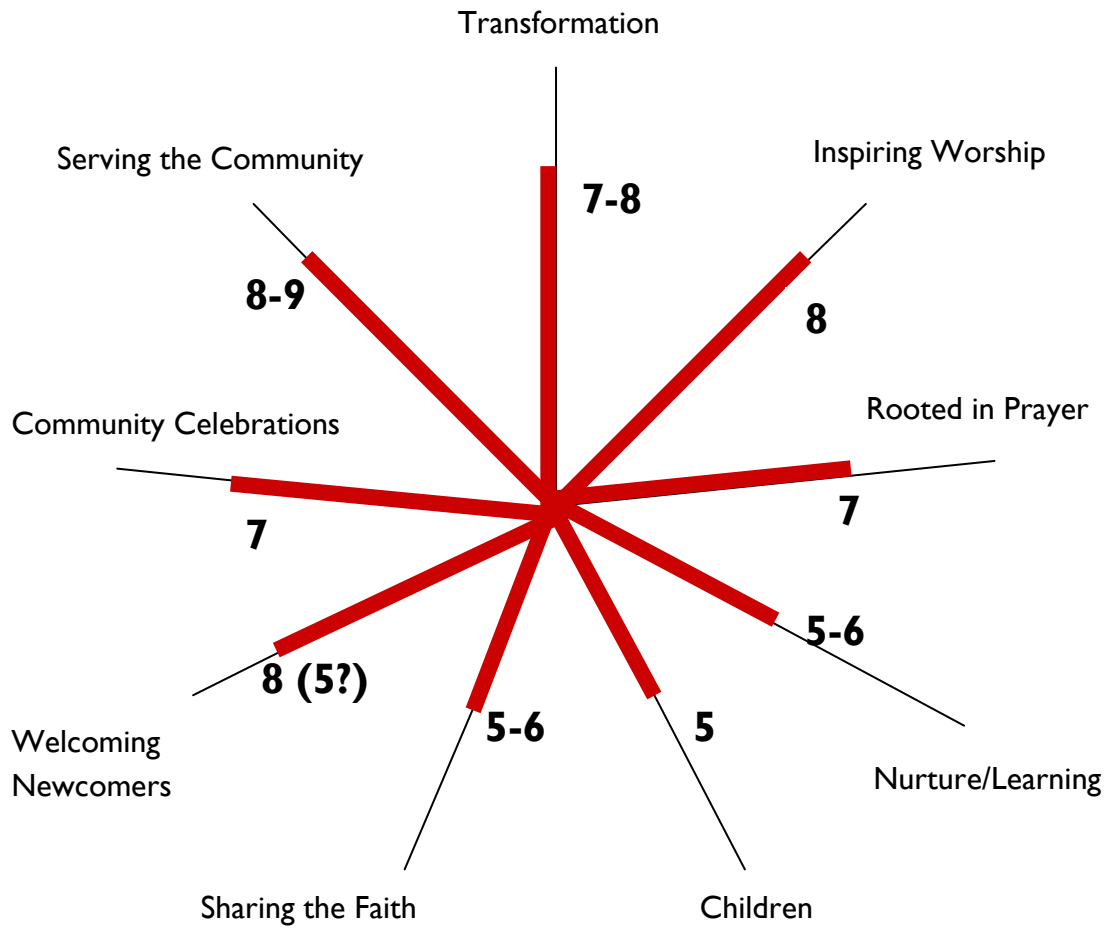 Transformation
Serving the Community
Inspiring Worship
7-8
8-9
8
Community Celebrations
Rooted in Prayer
7
7
5-6
8 (5?)
5-6
5
Welcoming
Newcomers
Nurture/Learning
Sharing the Faith
Children